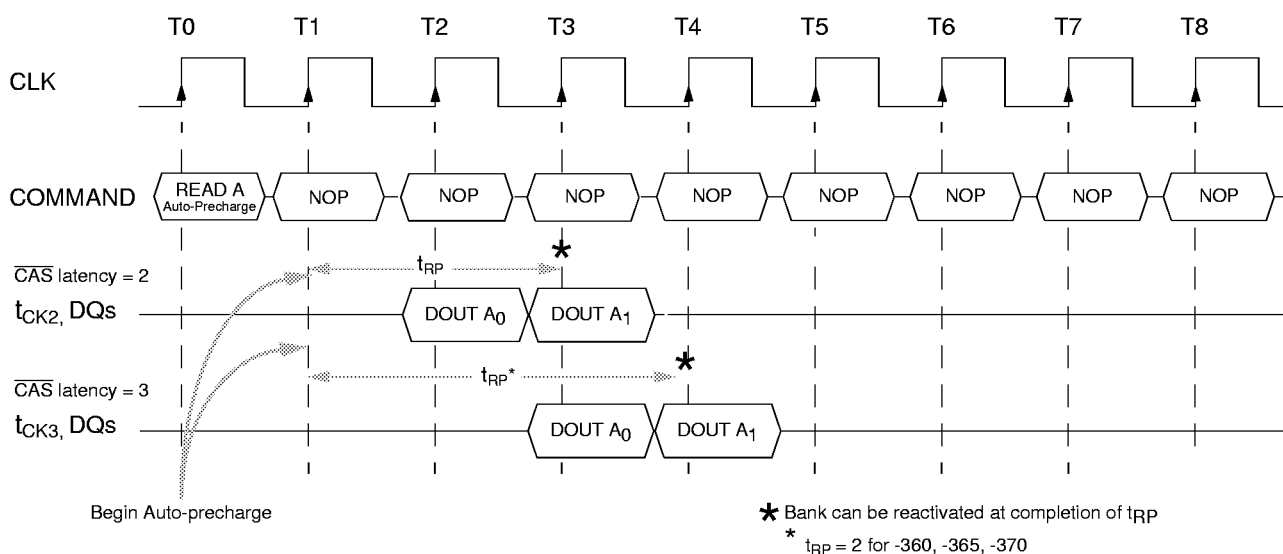 T0 T1 T2 T3 T4 T5 T6 T7 T8
CLK
COMMAND
READ A
Auto-Precharge
NOP NOP NOP NOP NOP NOP NOP NOP
*
CAS latency = 2
tRP
tCK2, DQs
DOUT A0 DOUT A1
*
CAS latency = 3
tRP*
tCK3, DQs
DOUT A0 DOUT A1
Begin Auto-precharge
* Bank can be reactivated at completion of tRP
* tRP = 2 for -360, -365, -370